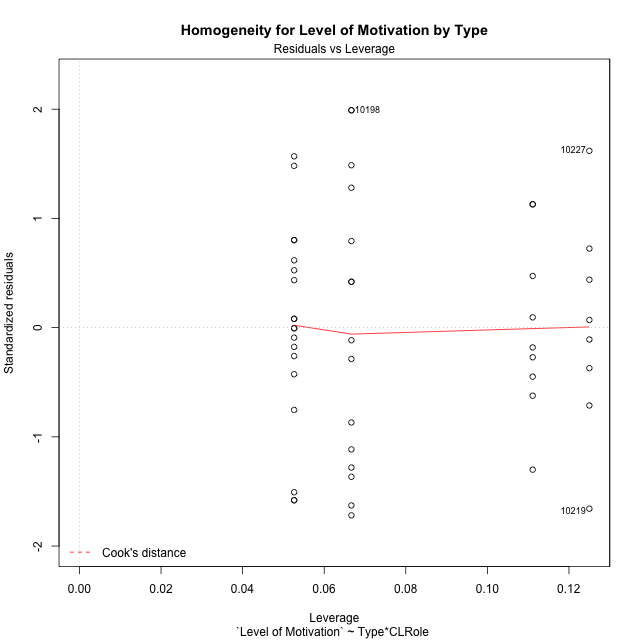 Homogeneity for Level of Motivation by Type
Residuals vs Leverage
2
1
0
-1
-2
Standardized residuals
10198
10227
10219
Cook's distance
0.00 0.02 0.04 0.06 0.08 0.10 0.12
Leverage
`Level of Motivation` ~ Type*CLRole